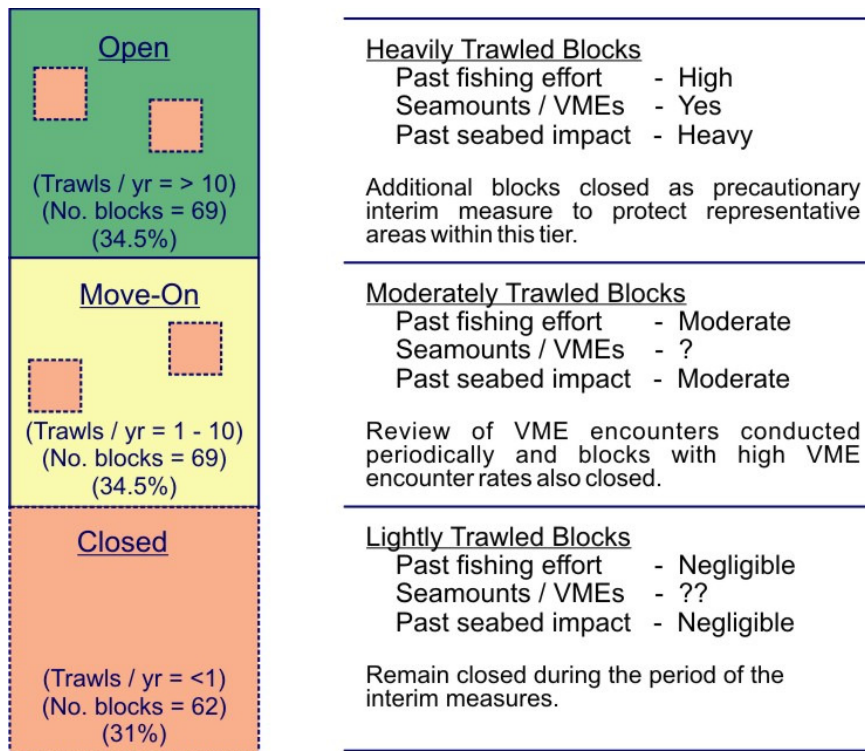 Open
(Trawls / yr = > 10)
(No. blocks = 69)
(34.5%)
Heavily Trawled Blocks
Past fishing effort - High
Seamounts / VMEs - Yes
Past seabed impact - Heavy
Additional blocks closed as precautionary
interim measure to protect representative
areas within this tier.
Move-On
(Trawls / yr = 1 - 10)
(No. blocks = 69)
(34.5%)
Moderately Trawled Blocks
Past fishing effort - Moderate
Seamounts / VMEs - ?
Past seabed impact - Moderate
Review of VME encounters conducted
periodically and blocks with high VME
encounter rates also closed.
Closed
(Trawls / yr = <1)
(No. blocks = 62)
(31%)
Lightly Trawled Blocks
Past fishing effort - Negligible
Seamounts / VMEs - ??
Past seabed impact - Negligible
Remain closed during the period of the
interim measures.